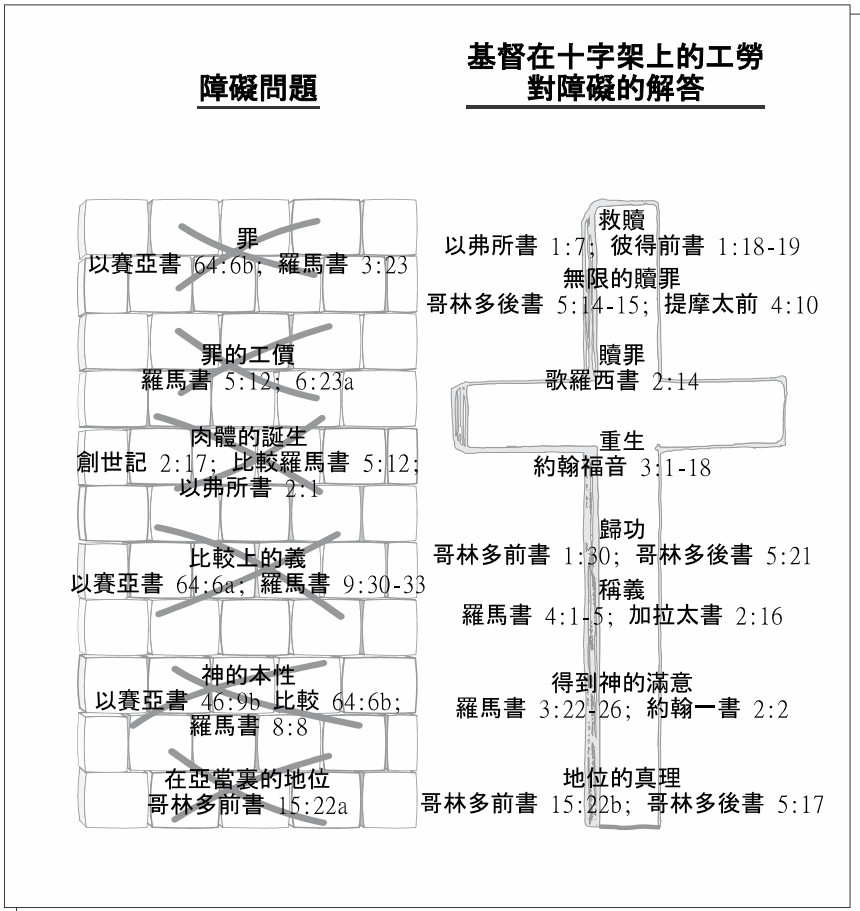 障礙問題
罪
以賽亞書 64:6b; 羅馬書 3:23
罪的工價
羅馬書 5:12; 6:23a
肉體的誕生
創世記 2:17; 比較羅馬書 5:12;
以弗所書 2:1
比較上的義
以賽亞書 64:6a; 羅馬書 9:30-33
神的本性
以賽亞書 46:9b 比較 64:6b;
羅馬書 8:8
在亞當裏的地位
哥林多前書 15:22a
基督在十字架上的工勞
對障礙的解答
救贖
以弗所書 1:7; 彼得前書 1:18-19
無限的贖罪
哥林多後書 5:14-15; 提摩太前 4:10
贖罪
歌羅西書 2:14
重生
約翰福音 3:1-18
歸功
哥林多前書 1:30; 哥林多後書 5:21
稱義
羅馬書 4:1-5; 加拉太書 2:16
得到神的滿意
羅馬書 3:22-26; 約翰一書 2:2
地位的真理
哥林多前書 15:22b; 哥林多後書 5:17